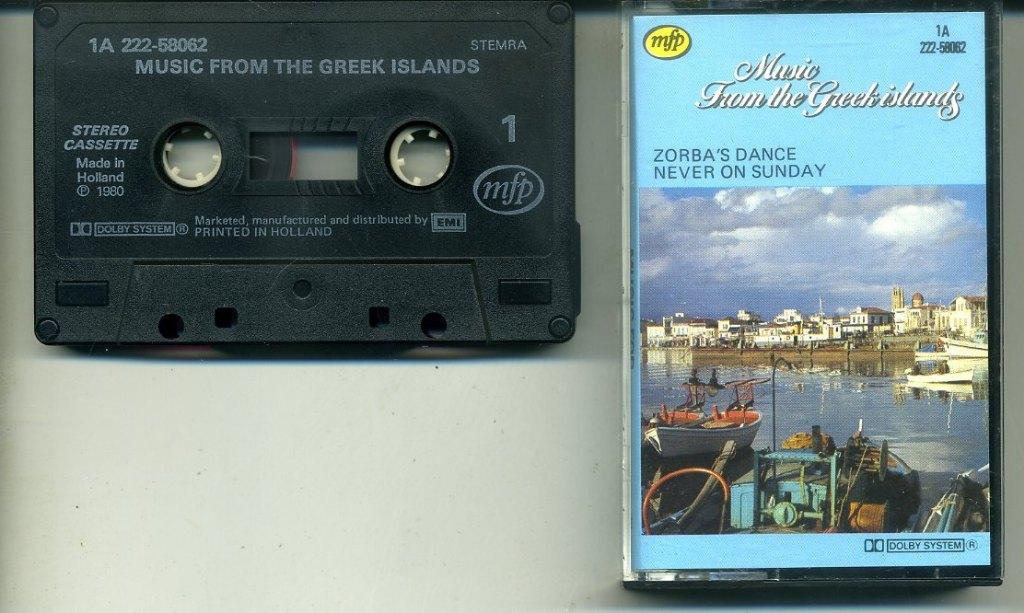 1A 222-58062
STEMRA
MUSIC FROM THE GREEK ISLANDS
STEREO
CASSETTE
Made in
Holland
℗ 1980
1
mfp
DOLBY SYSTEM®
Marketed, manufactured and distributed by EMI
PRINTED IN HOLLAND
mfp
1A
222-58062
Music
From the Greek islands
ZORBA'S DANCE
NEVER ON SUNDAY
DOLBY SYSTEM®